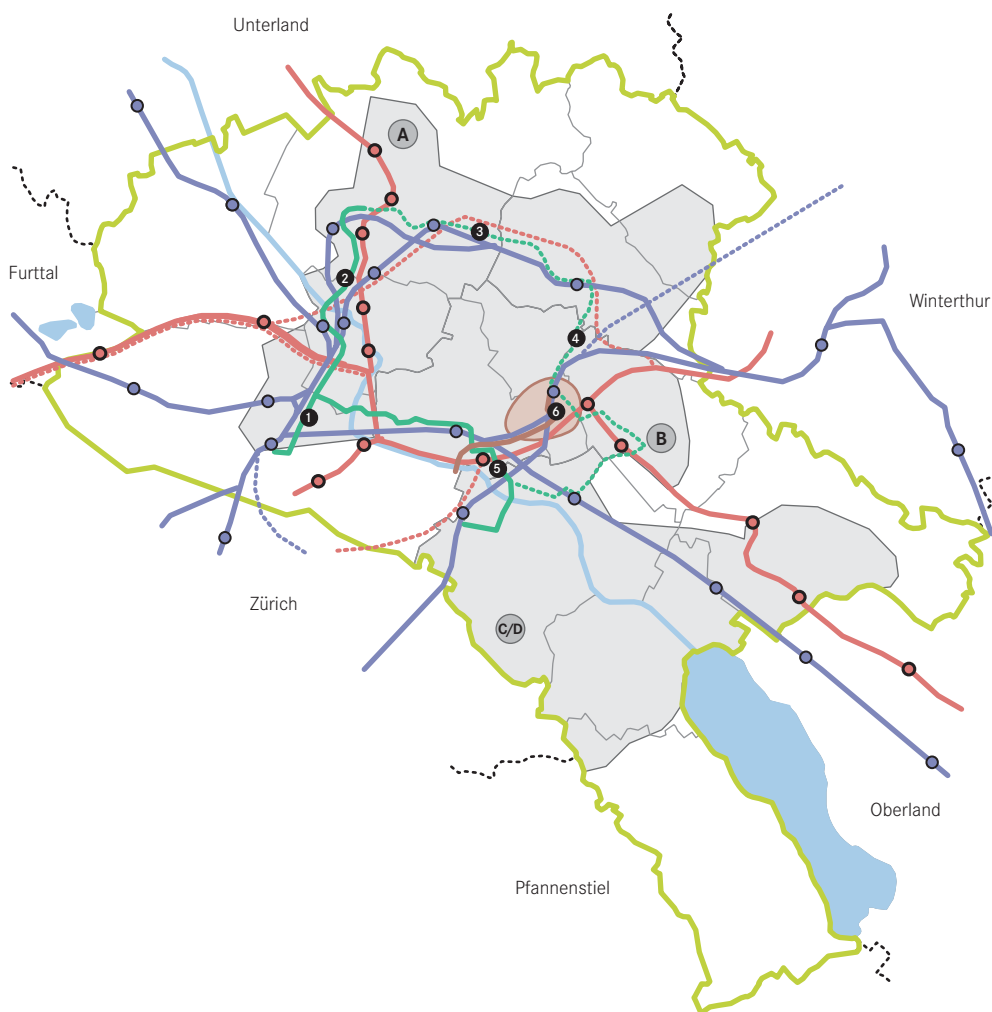 Unterland
A
3
2
Furttal
Winterthur
4
6
1
B
5
Zürich
C/D
Oberland
Pfannenstiel